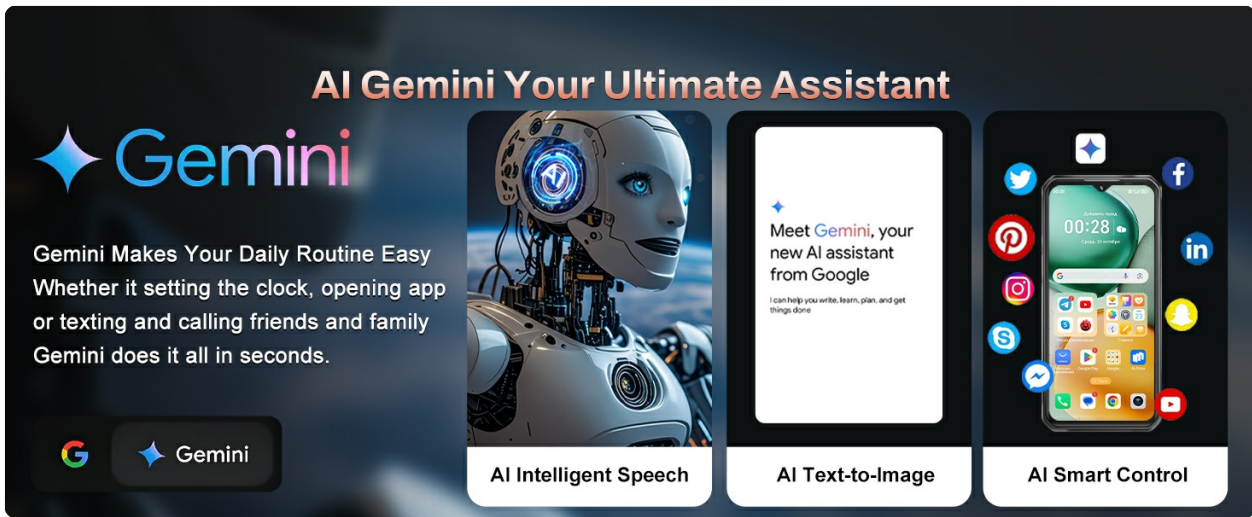 AI Gemini Your Ultimate Assistant
Gemini
Gemini Makes Your Daily Routine Easy
Whether it setting the clock, opening app
or texting and calling friends and family
Gemini does it all in seconds.
G
Gemini
AI
AI Intelligent Speech
Meet Gemini, your
new AI assistant
from Google
I can help you write, learn, plan, and get
things done
AI Text-to-Image
00:28
Google Play
AI Smart Control